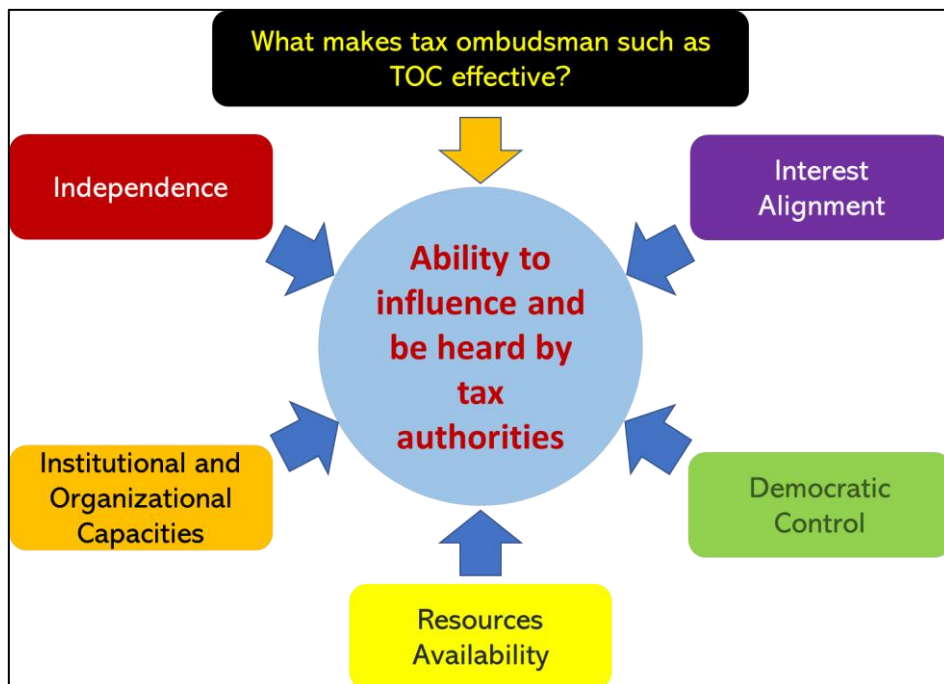 What makes tax ombudsman such as
TOC effective?
Independence
Interest
Alignment
Ability to
influence and
be heard by
tax
authorities
Institutional and
Organizational
Capacities
Democratic
Control
Resources
Availability